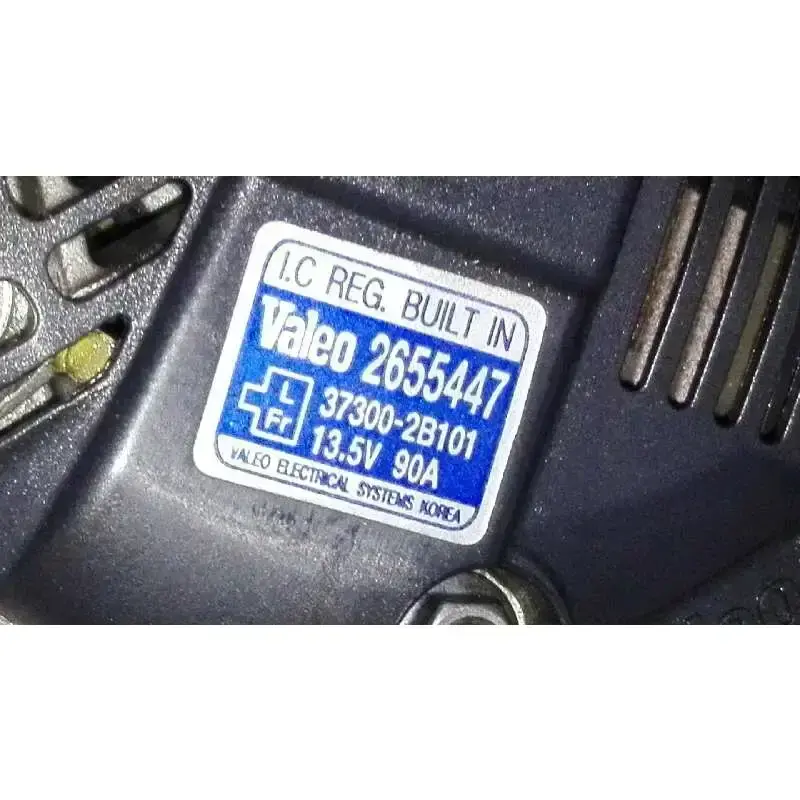 I.C REG. BUILT IN
Valeo 2655447
L
Fr
37300-2B101
13.5V 90A
VALEO ELECTRICAL SYSTEMS KOREA